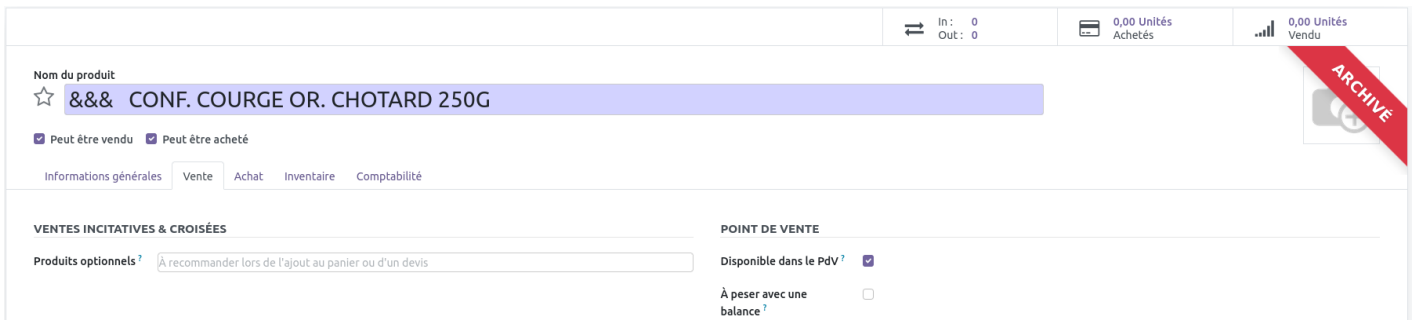 In : 0
Out : 0
0,00 Unités
Achetés
0,00 Unités
Vendu
ARCHIVÉ
Nom du produit
&&& CONF. COURGE OR. CHOTARD 250G
Peut être vendu Peut être acheté
Informations générales Vente Achat Inventaire Comptabilité
VENTES INCITATIVES & CROISÉES
Produits optionnels ? À recommander lors de l'ajout au panier ou d'un devis
POINT DE VENTE
Disponible dans le PdV ?
À peser avec une
balance ?